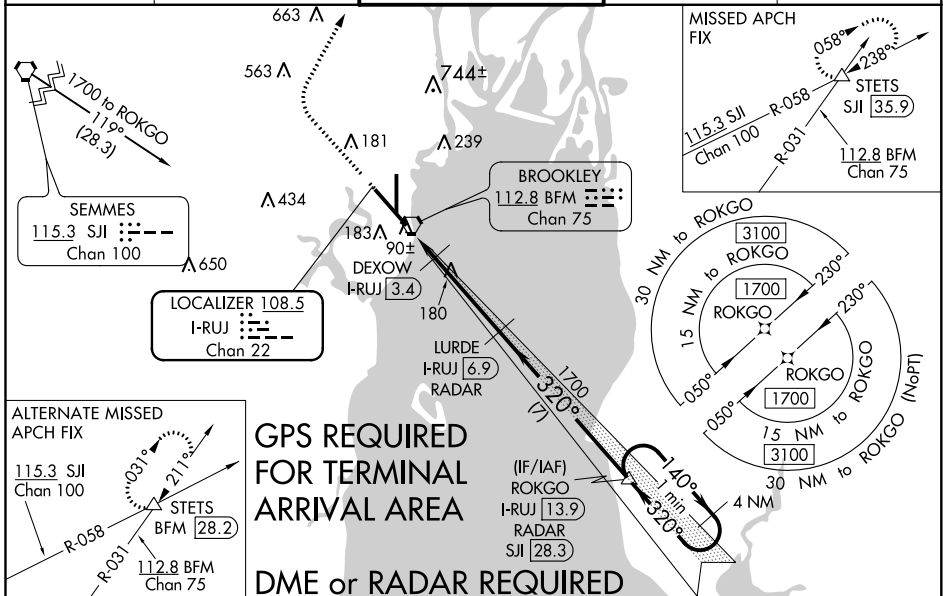 663
563
744±
181
239
434
183
90±
650
180
1700 to ROKGO
119°
(28.3)
SEMMES
115.3 SJI
Chan 100
LOCALIZER 108.5
I-RUJ
Chan 22
BROOKLEY
112.8 BFM
Chan 75
DEXOW
I-RUJ 3.4
LURDE
I-RUJ 6.9
RADAR
1700
320°
(7)
(IF/IAF)
ROKGO
I-RUJ 13.9
RADAR
SJI 28.3
140°
1 min
320°
4 NM
MISSED APCH
FIX
058°
238°
STETS
SJI 35.9
115.3 SJI
Chan 100
R-058
R-031
112.8 BFM
Chan 75
30 NM to ROKGO
3100
15 NM to ROKGO
1700
ROKGO
230°
050°
230°
050°
ROKGO
1700
15 NM to ROKGO
3100
30 NM to ROKGO (NoPT)
ALTERNATE MISSED
APCH FIX
115.3 SJI
Chan 100
031°
211°
STETS
BFM 28.2
R-058
R-031
112.8 BFM
Chan 75
GPS REQUIRED
FOR TERMINAL
ARRIVAL AREA
DME or RADAR REQUIRED